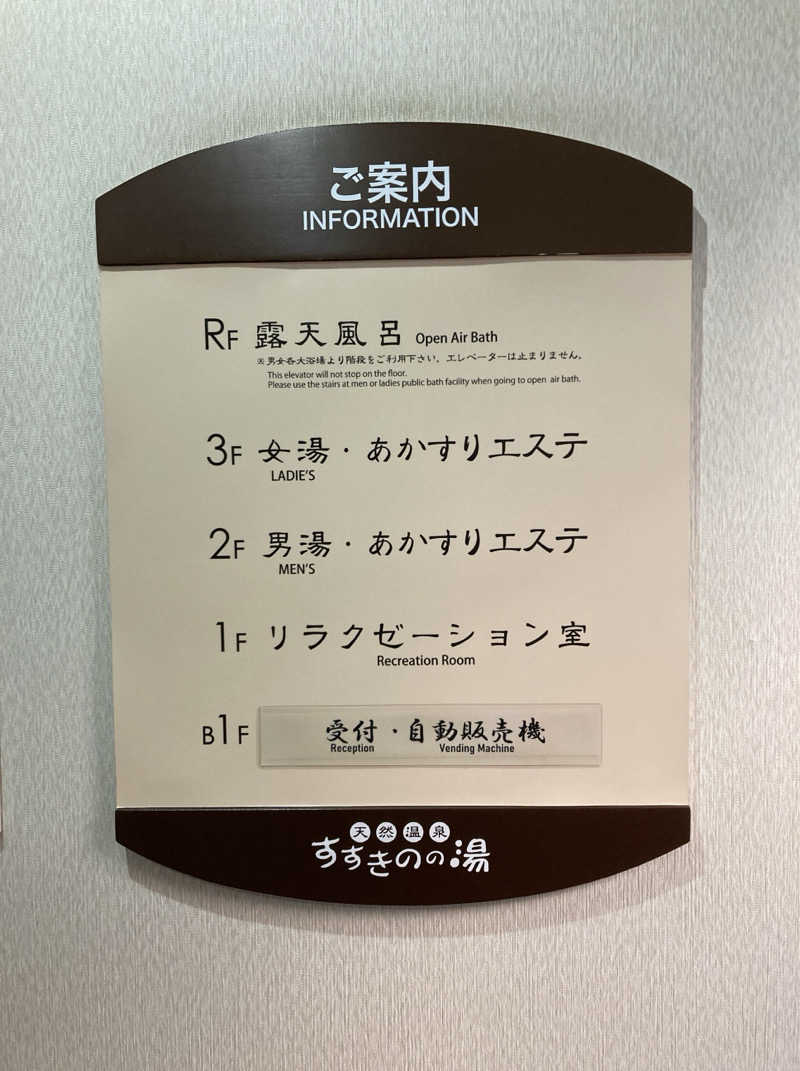 ご案内
INFORMATION
RF 露天風呂 Open Air Bath
※男女各大浴場より階段をご利用下さい。エレベーターは止まりません。
This elevator will not stop on the floor.
Please use the stairs at men or ladies public bath facility when going to open air bath.
3F 女湯・あかすりエステ
LADIE'S
2F 男湯・あかすりエステ
MEN'S
1F リラクゼーション室
Recreation Room
B1F 受付・自動販売機
Reception Vending Machine
天然温泉
すすきのの湯